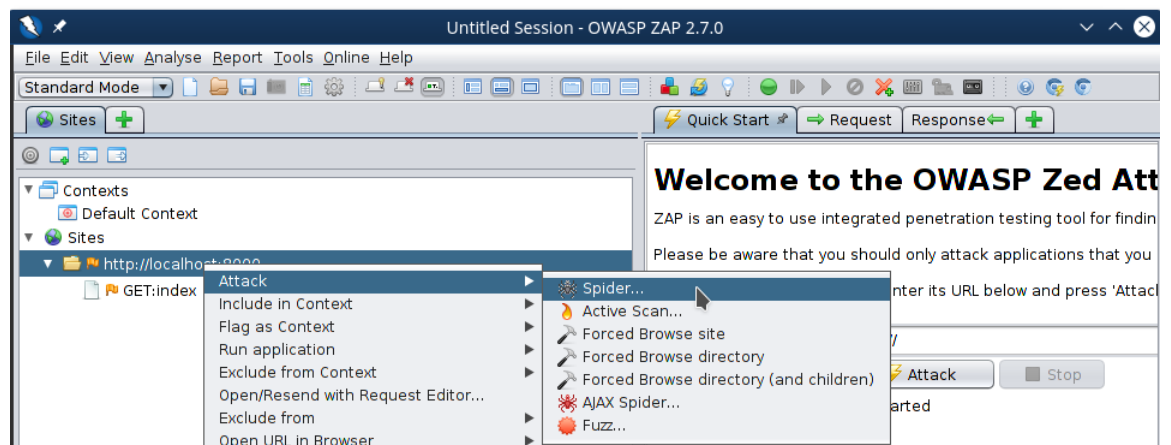 Untitled Session - OWASP ZAP 2.7.0
File Edit View Analyse Report Tools Online Help
Standard Mode
Sites
Quick Start
Request
Response
Contexts
Default Context
Sites
http://localhost:8000
GET:index
Attack
Include in Context
Flag as Context
Run application
Exclude from Context
Open/Resend with Request Editor...
Exclude from
Open URL in Browser
Spider...
Active Scan...
Forced Browse site
Forced Browse directory
Forced Browse directory (and children)
AJAX Spider...
Fuzz...
Welcome to the OWASP Zed Att
ZAP is an easy to use integrated penetration testing tool for findin
Please be aware that you should only attack applications that you
nter its URL below and press 'Attac
//
Attack
Stop
arted